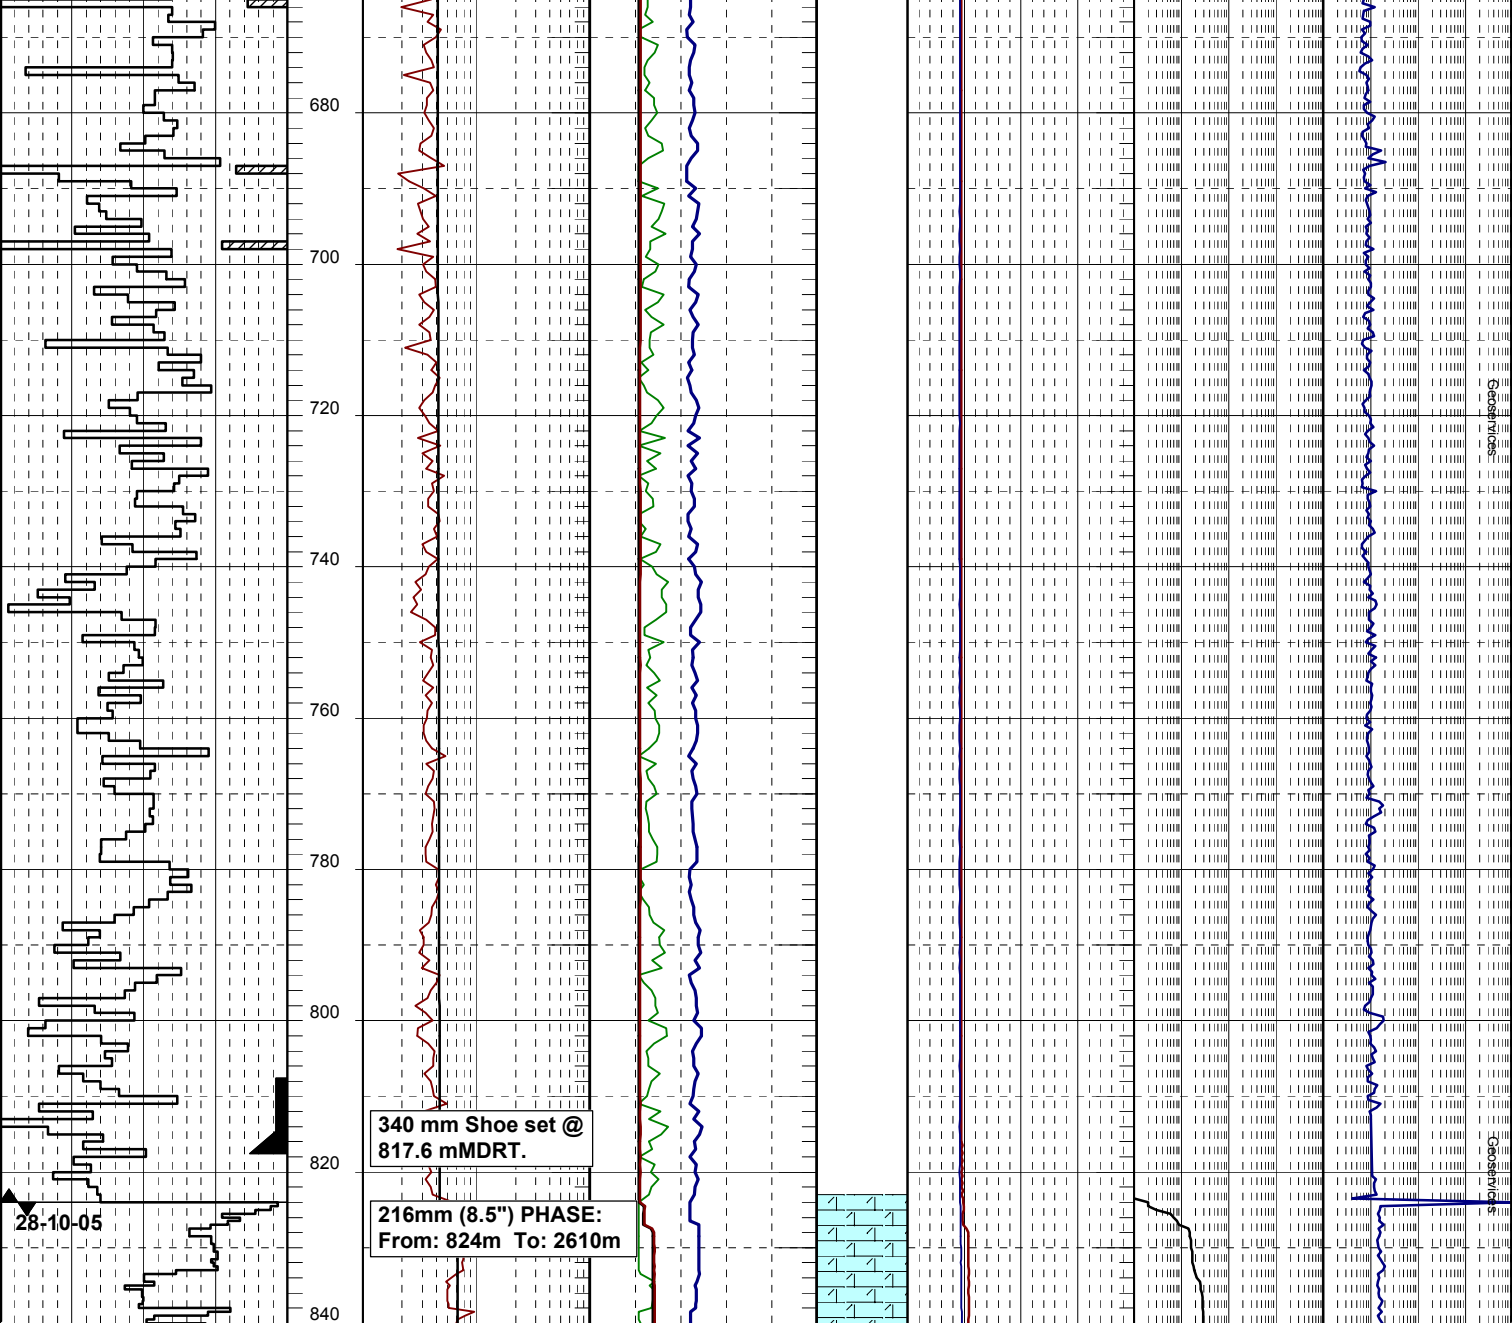 680
700
720
Geoservices
740
760
780
800
340 mm Shoe set @
817.6 mMDRT.
820
Geoservices
28-10-05
216mm (8.5") PHASE:
From: 824m To: 2610m
840